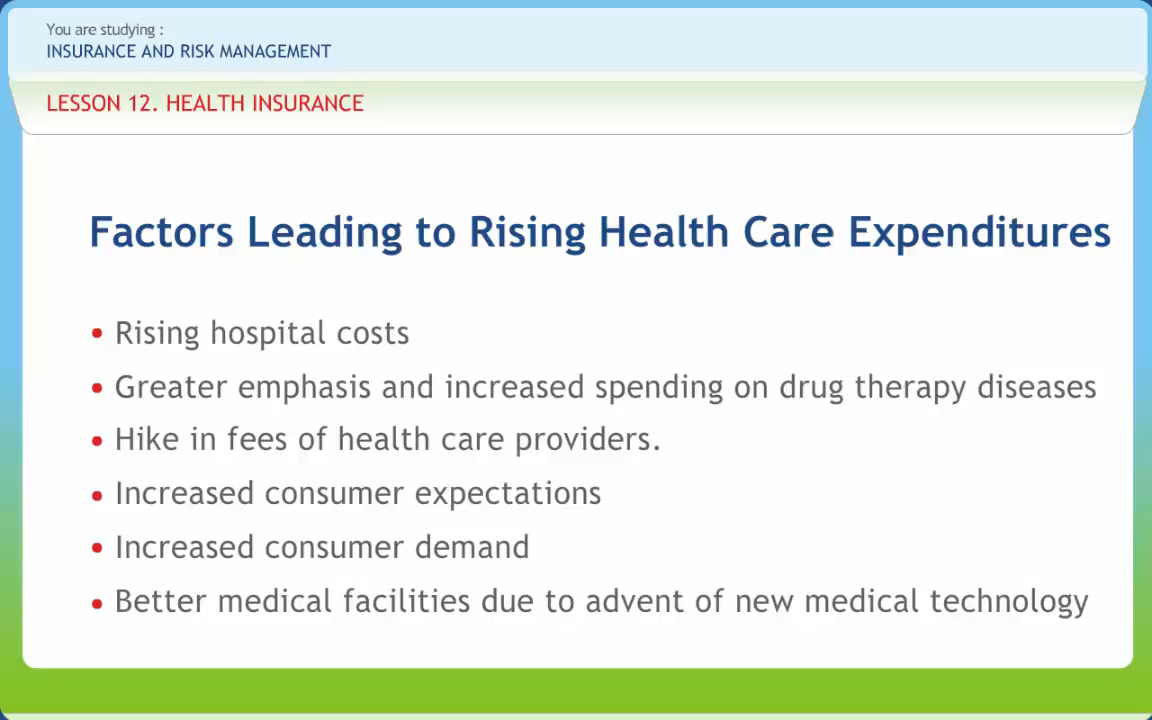 You are studying :
INSURANCE AND RISK MANAGEMENT
LESSON 12. HEALTH INSURANCE
Factors Leading to Rising Health Care Expenditures
• Rising hospital costs
• Greater emphasis and increased spending on drug therapy diseases
• Hike in fees of health care providers.
• Increased consumer expectations
• Increased consumer demand
• Better medical facilities due to advent of new medical technology